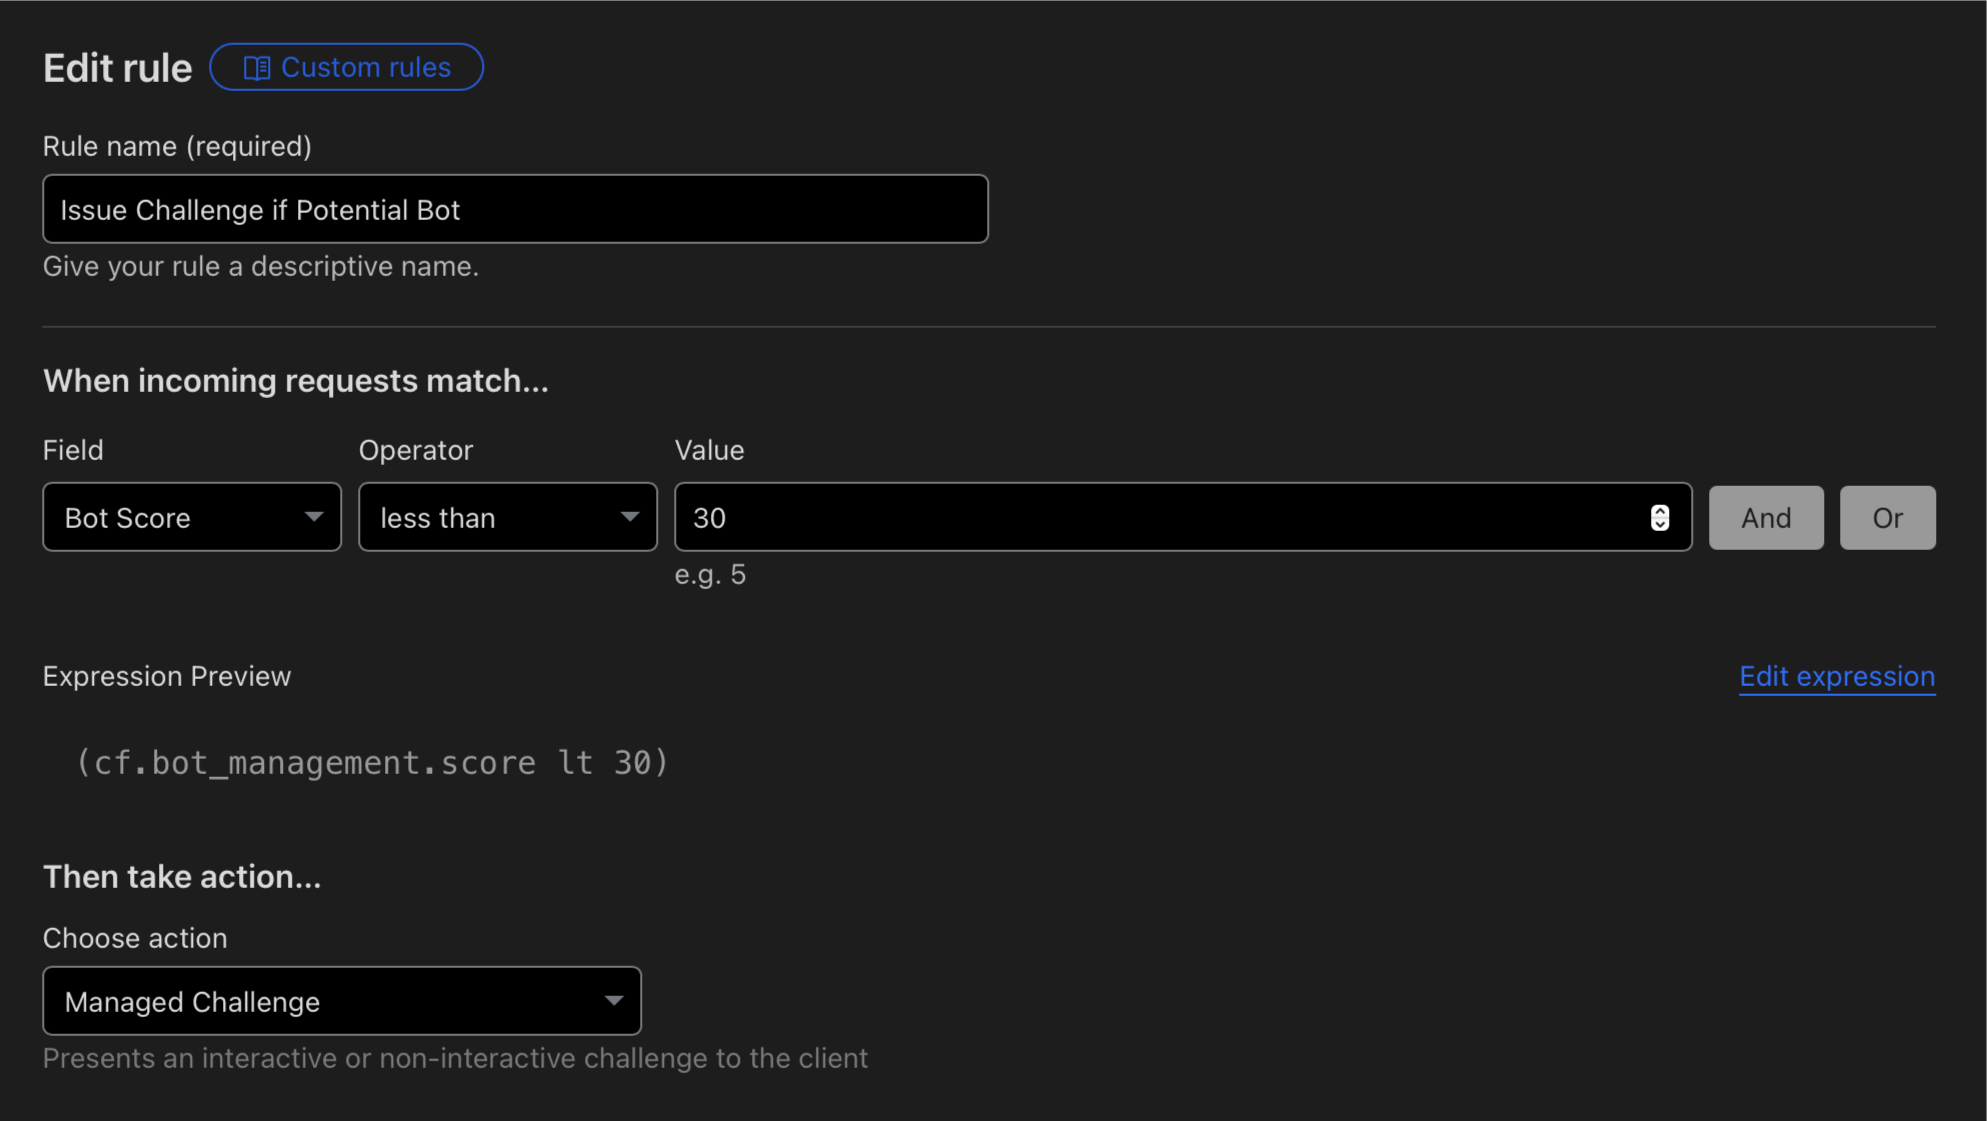 Edit rule Custom rules
Rule name (required)
Issue Challenge if Potential Bot
Give your rule a descriptive name.
When incoming requests match...
Field Operator Value
Bot Score less than 30 And Or
e.g. 5
Expression Preview Edit expression
(cf.bot_management.score lt 30)
Then take action...
Choose action
Managed Challenge
Presents an interactive or non-interactive challenge to the client